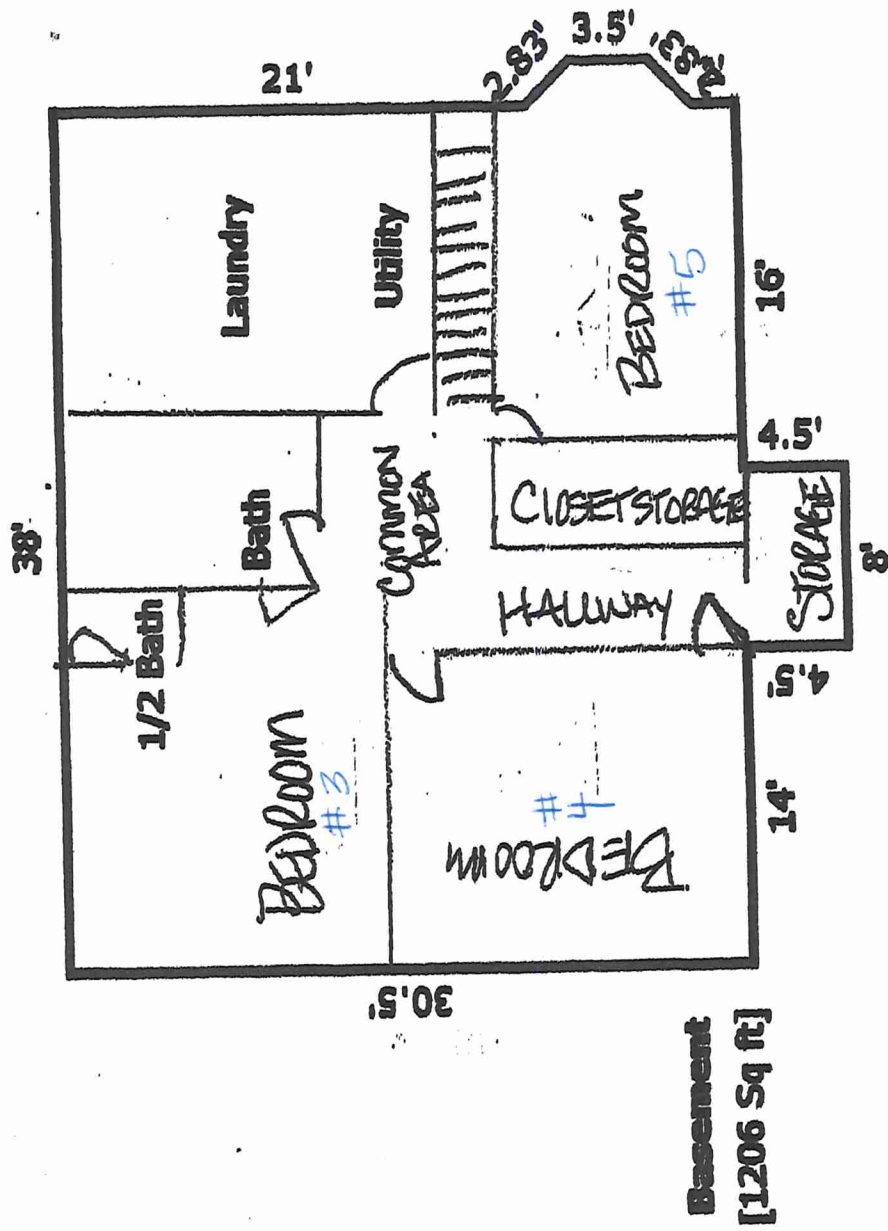 38'
21'
1/2 Bath
Bath
Laundry
BEDROOM
#3
COMMON
AREA
Utility
2.83'
3.5'
2.83'
30.5'
BEDROOM
#4
HALLWAY
CLOSET STORAGE
BEDROOM
#5
14'
4.5'
STORAGE
8'
4.5'
16'
Basement
[1206 Sq ft]